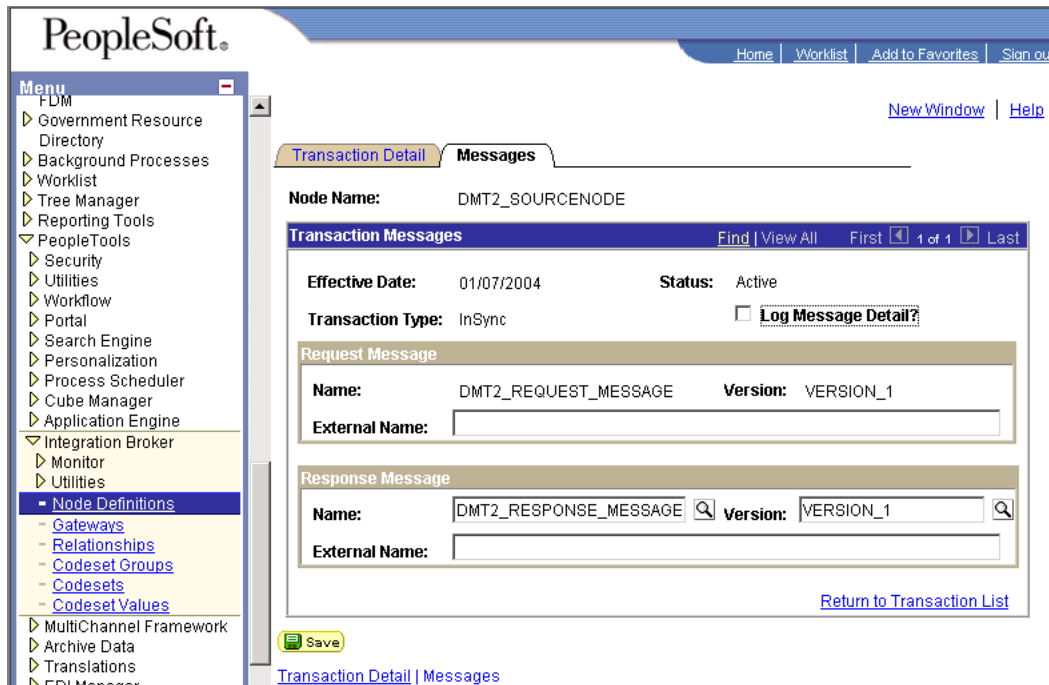 PeopleSoft®
Home | Worklist | Add to Favorites | Sign ou
Menu
FDM
Government Resource
Directory
Background Processes
Worklist
Tree Manager
Reporting Tools
PeopleTools
Security
Utilities
Workflow
Portal
Search Engine
Personalization
Process Scheduler
Cube Manager
Application Engine
Integration Broker
Monitor
Utilities
Node Definitions
Gateways
Relationships
Codeset Groups
Codesets
Codeset Values
MultiChannel Framework
Archive Data
Translations
EDI Manager
New Window | Help
Transaction Detail Messages
Node Name: DMT2_SOURCENODE
Transaction Messages Find | View All First 1 of 1 Last
Effective Date: 01/07/2004 Status: Active
Transaction Type: InSync Log Message Detail?
Request Message
Name: DMT2_REQUEST_MESSAGE Version: VERSION_1
External Name:
Response Message
Name: DMT2_RESPONSE_MESSAGE Version: VERSION_1
External Name:
Return to Transaction List
Save
Transaction Detail | Messages